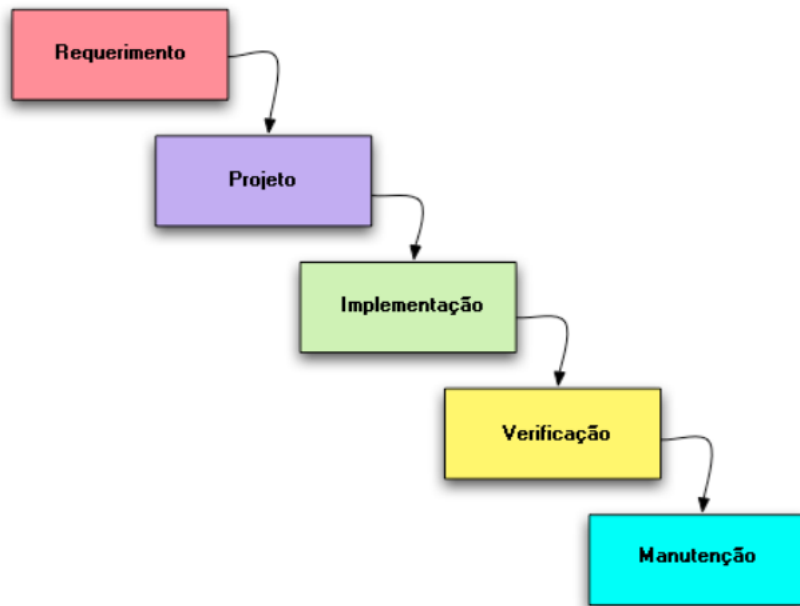 Requerimento
Projeto
Implementação
Verificação
Manutenção